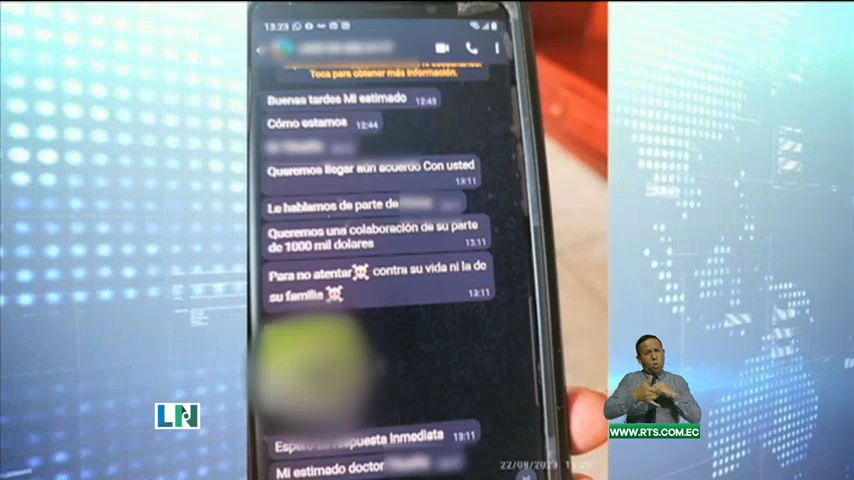 13:23
Toca para obtener más información.
Buenas tardes Mi estimado 12:43
Cómo estamos 12:44
Queremos llegar aún acuerdo Con usted
13:11
Le hablamos de parte de
Queremos una colaboración de su parte
de 1000 mil dolares 13:11
Para no atentar☠ contra su vida ni la de
su familia ☠ 13:11
respuesta Inmediata 13:11
Mi estimado doctor
22/08/2023
LN
WWW.RTS.COM.EC